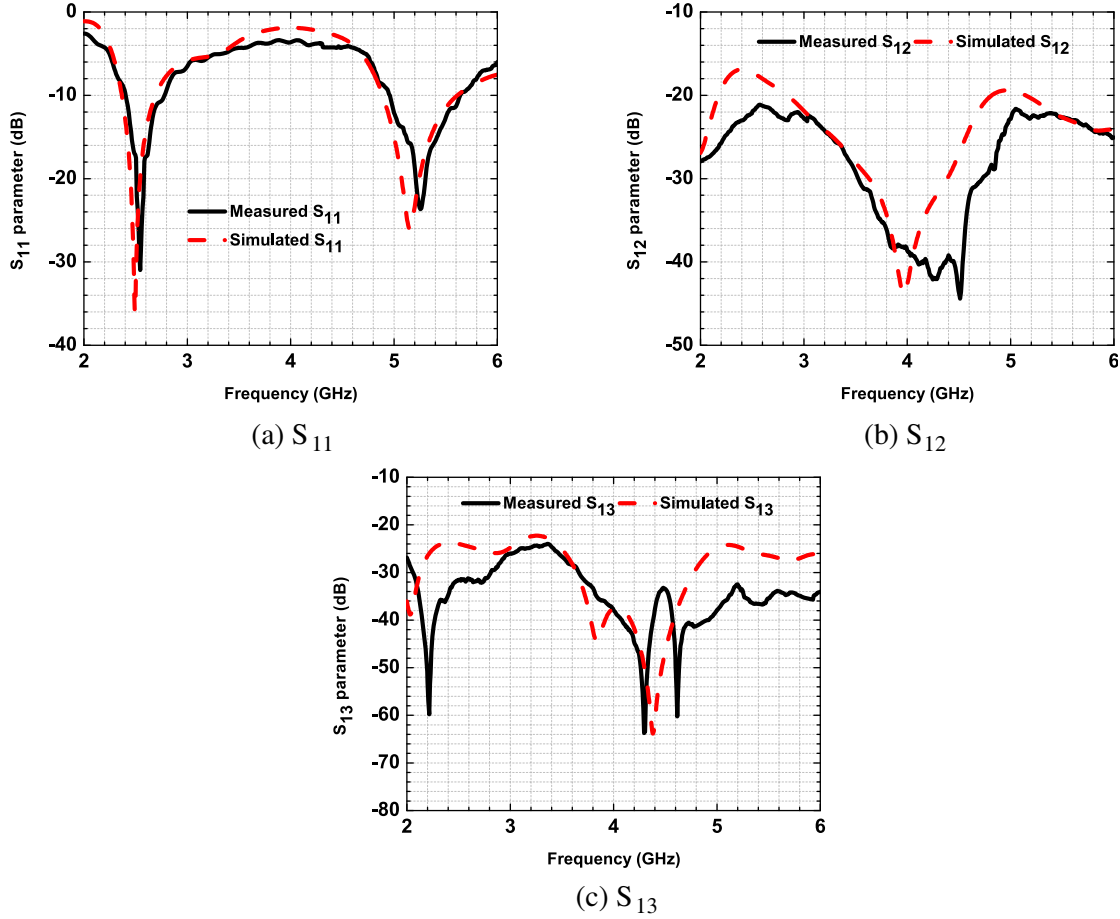 0
-10
-20
-30
-40
2 3 4 5 6
S11 parameter (dB)
Frequency (GHz)
Measured S11
Simulated S11
(a) S11
-10
-20
-30
-40
-50
2 3 4 5 6
S12 parameter (dB)
Frequency (GHz)
Measured S12 Simulated S12
(b) S12
-10
-20
-30
-40
-50
-60
-70
-80
2 3 4 5 6
S13 parameter (dB)
Frequency (GHz)
Measured S13 Simulated S13
(c) S13